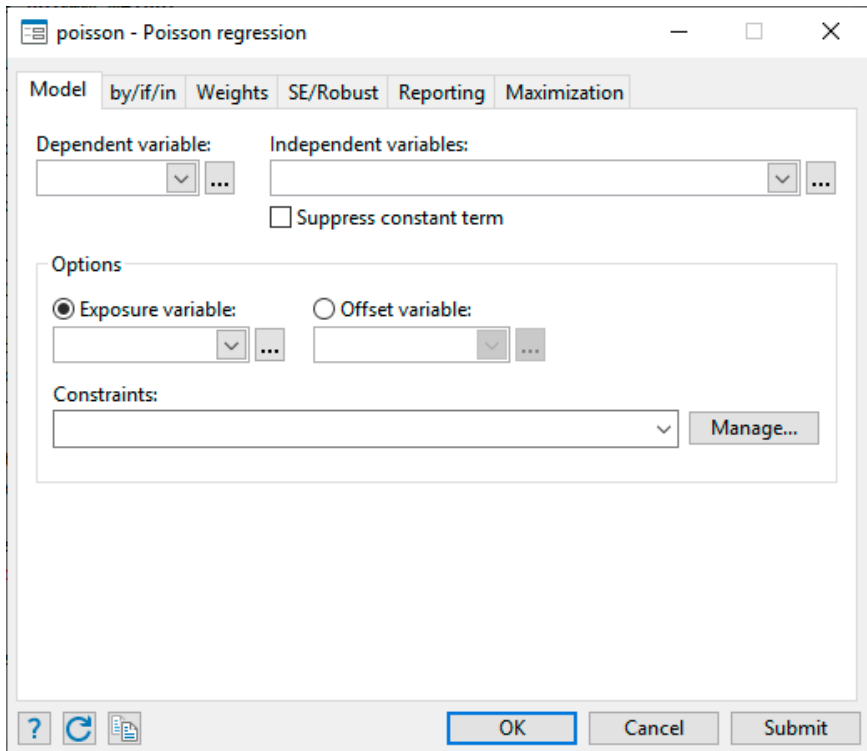 poisson - Poisson regression
Model by/if/in Weights SE/Robust Reporting Maximization
Dependent variable: Independent variables:
... ...
Suppress constant term
Options
Exposure variable: Offset variable:
... ...
Constraints:
Manage...
? OK Cancel Submit